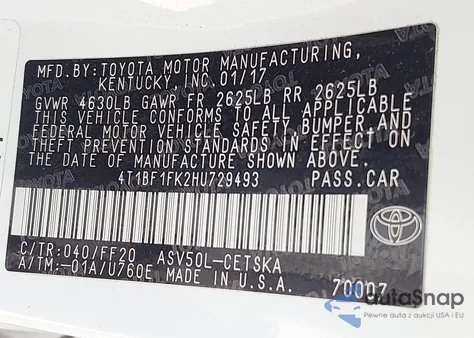 MFD.BY:TOYOTA MOTOR MANUFACTURING,
KENTUCKY, INC. 01/17
GVWR 4630LB GAWR FR 2625LB RR 2625LB
THIS VEHICLE CONFORMS TO ALL APPLICABLE
FEDERAL MOTOR VEHICLE SAFETY, BUMPER, AND
THEFT PREVENTION STANDARDS IN EFFECT ON THE
DATE OF MANUFACTURE SHOWN ABOVE.
4T1BF1FK2HU729493 PASS.CAR
C/TR:040/FF20 ASV50L-CETSKA
A/TM:-01A/U760E MADE IN U.S.A. 70007
autaSnap
Pewne auta z aukcji USA i EU